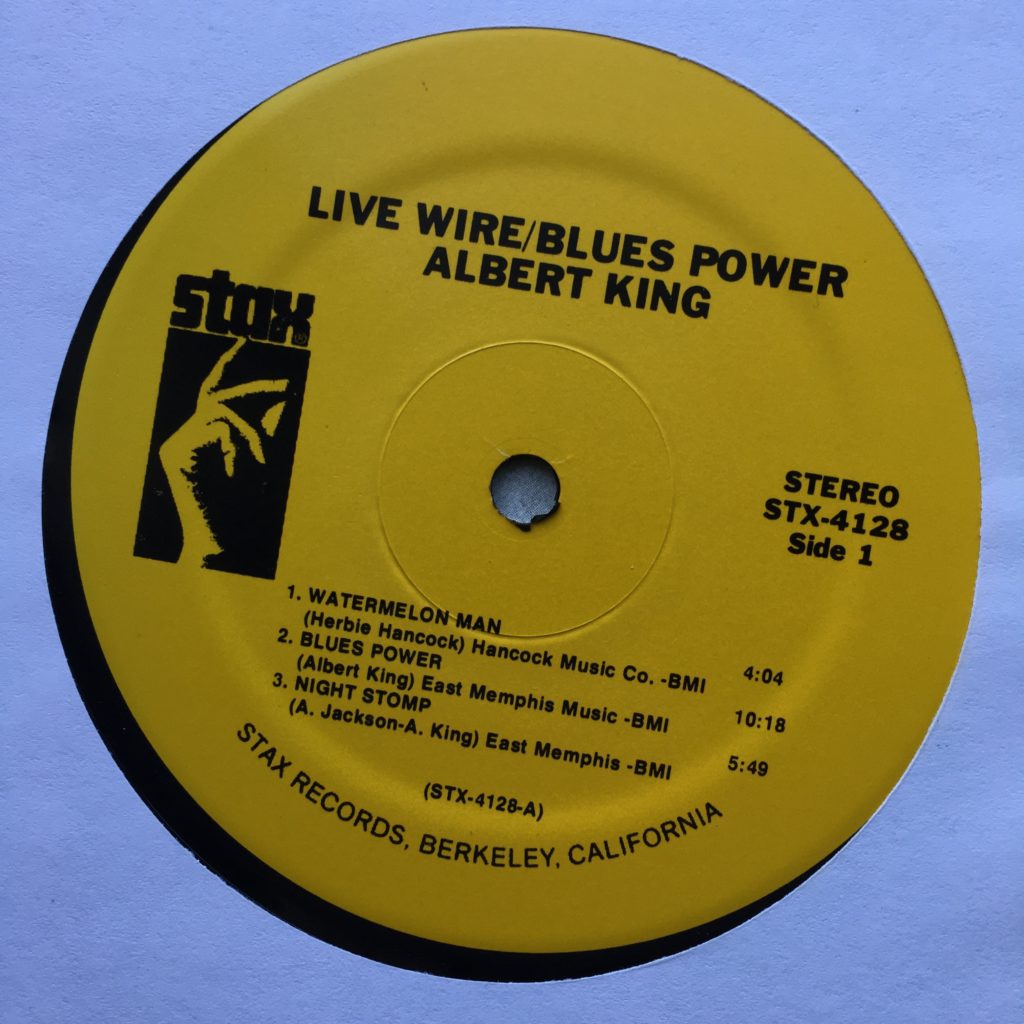 LIVE WIRE/BLUES POWER
ALBERT KING
stax®
STEREO
STX-4128
Side 1
1. WATERMELON MAN
(Herbie Hancock) Hancock Music Co. -BMI 4:04
2. BLUES POWER
(Albert King) East Memphis Music -BMI 10:18
3. NIGHT STOMP
(A. Jackson-A. King) East Memphis -BMI 5:49
(STX-4128-A)
STAX RECORDS, BERKELEY, CALIFORNIA